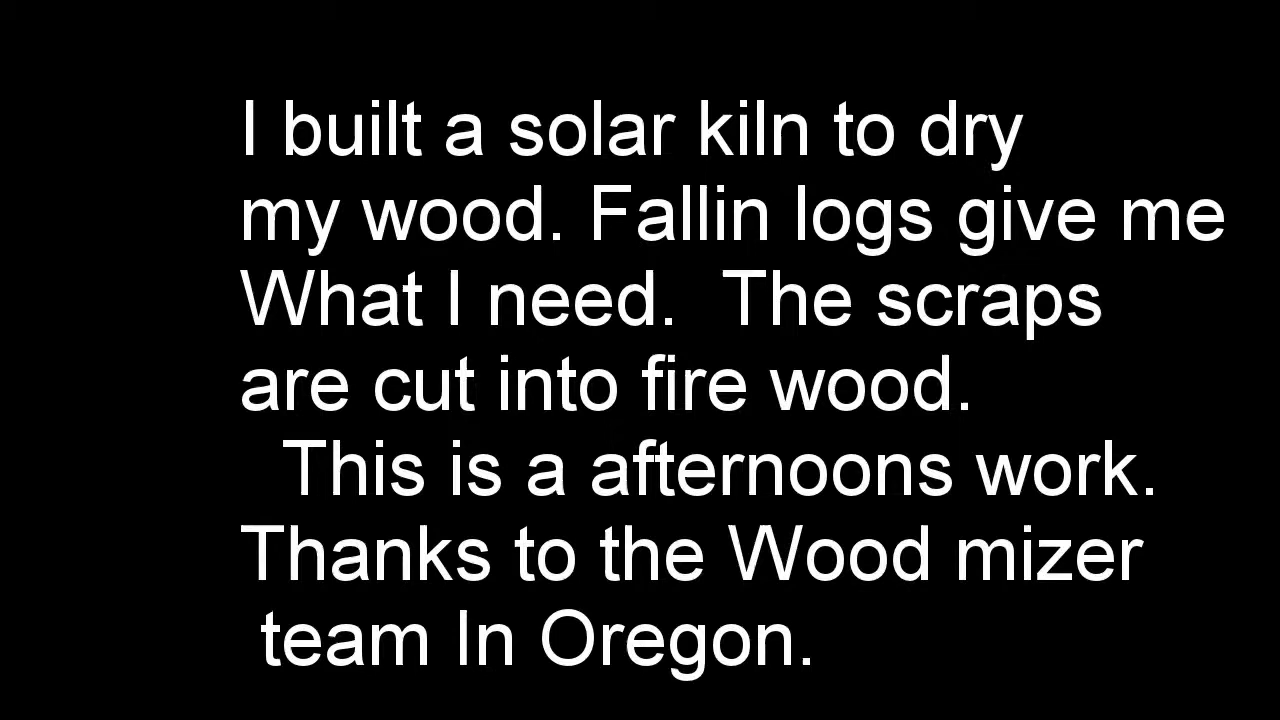 I built a solar kiln to dry
my wood. Fallin logs give me
What I need.  The scraps
are cut into fire wood.
This is a afternoons work.
Thanks to the Wood mizer
team In Oregon.